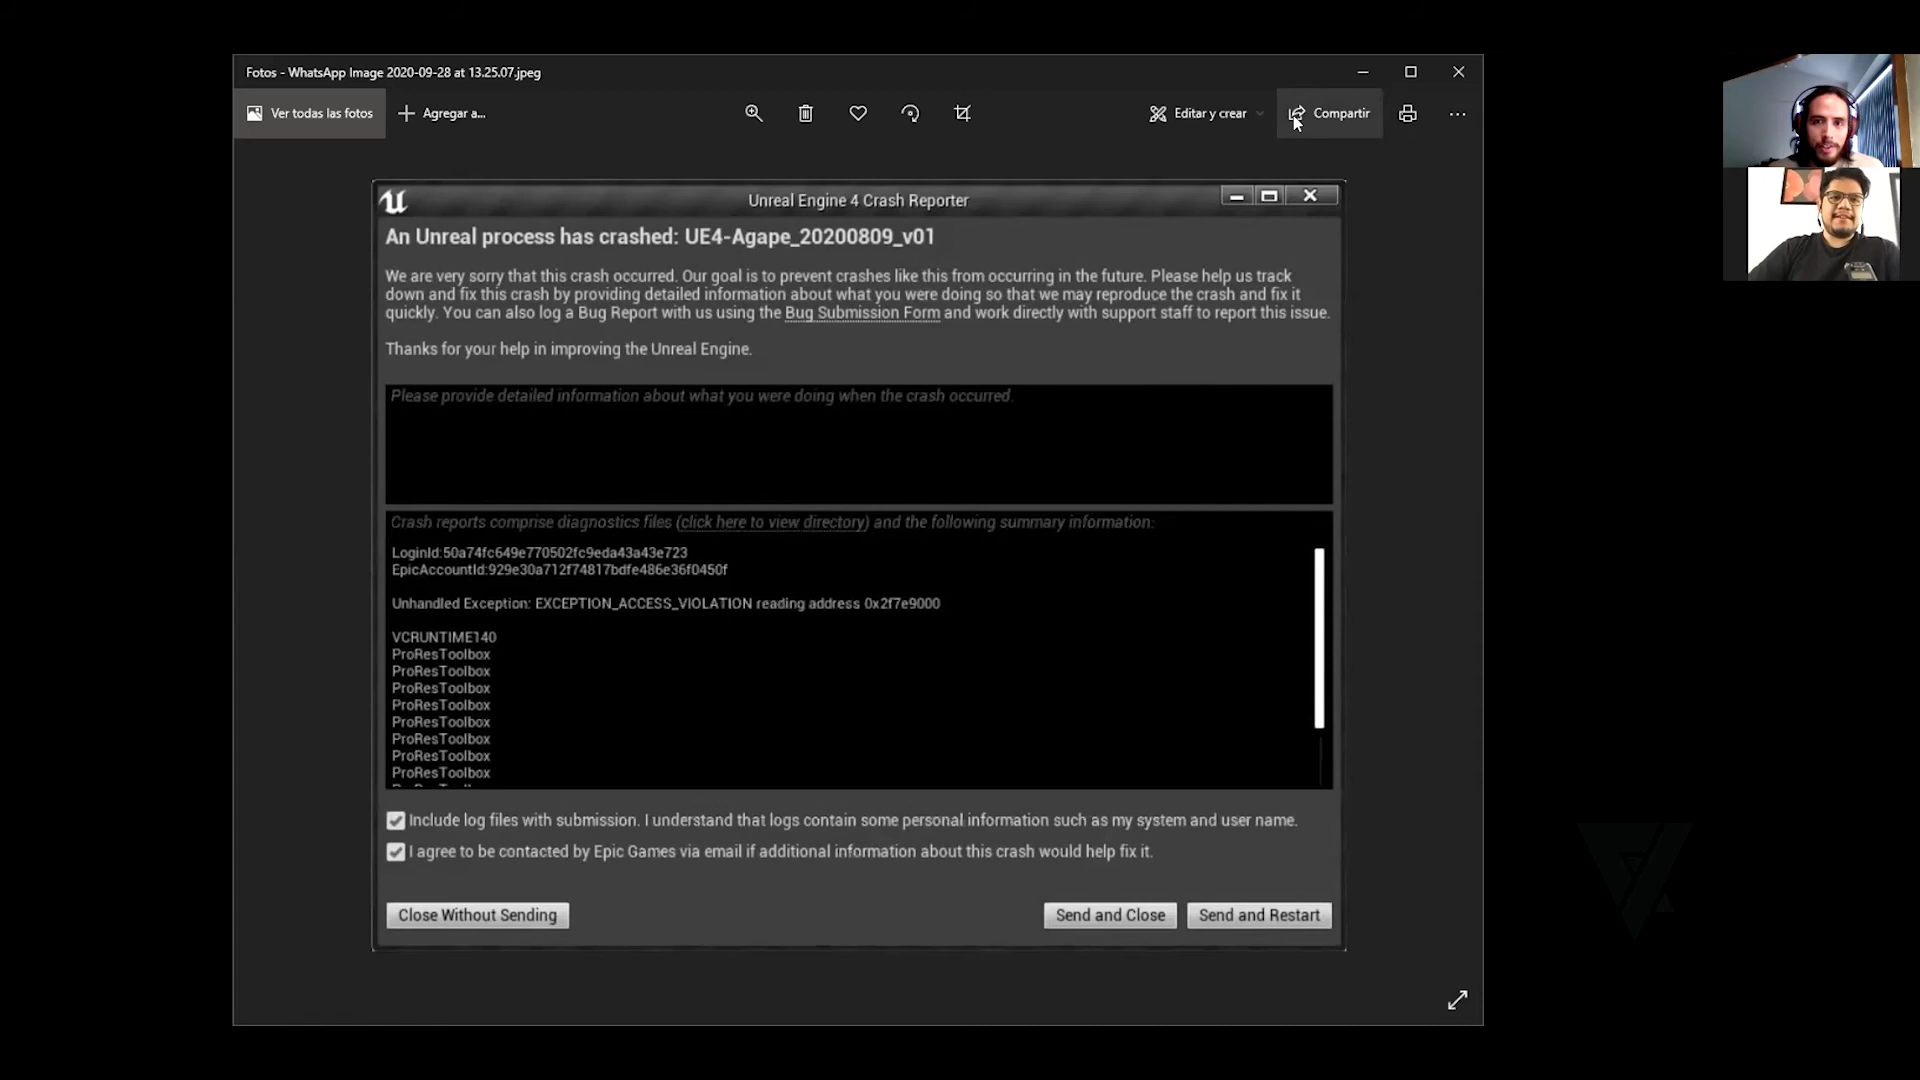 Fotos - WhatsApp Image 2020-09-28 at 13.25.07.jpeg
Ver todas las fotos
Agregar a...
Editar y crear
Compartir
Unreal Engine 4 Crash Reporter
An Unreal process has crashed: UE4-Agape_20200809_v01
We are very sorry that this crash occurred. Our goal is to prevent crashes like this from occurring in the future. Please help us track
down and fix this crash by providing detailed information about what you were doing so that we may reproduce the crash and fix it
quickly. You can also log a Bug Report with us using the Bug Submission Form and work directly with support staff to report this issue.
Thanks for your help in improving the Unreal Engine.
Please provide detailed information about what you were doing when the crash occurred.
Crash reports comprise diagnostics files (click here to view directory) and the following summary information:
LoginId:50a74fc649e770502fc9eda43a43e723
EpicAccountId:929e30a712f74817bdfe486e36f0450f
Unhandled Exception: EXCEPTION_ACCESS_VIOLATION reading address 0x2f7e9000
VCRUNTIME140
ProResToolbox
ProResToolbox
ProResToolbox
ProResToolbox
ProResToolbox
ProResToolbox
ProResToolbox
ProResToolbox
Include log files with submission. I understand that logs contain some personal information such as my system and user name.
I agree to be contacted by Epic Games via email if additional information about this crash would help fix it.
Close Without Sending
Send and Close
Send and Restart